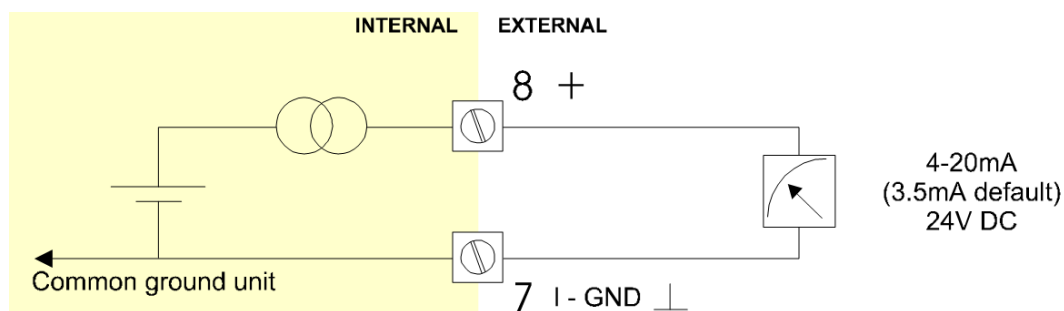 INTERNAL EXTERNAL
8 +
4-20mA
(3.5mA default)
24V DC
Common ground unit
7 I - GND